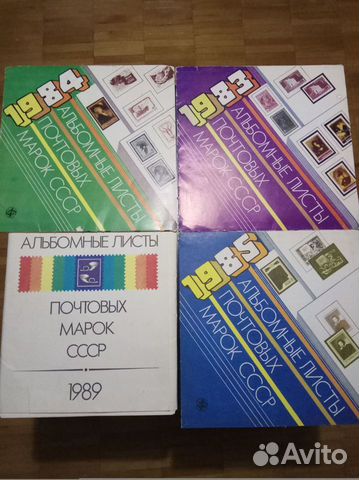 1984
АЛЬБОМНЫЕ ЛИСТЫ
ПОЧТОВЫХ
МАРОК СССР
1983
АЛЬБОМНЫЕ ЛИСТЫ
ПОЧТОВЫХ
МАРОК СССР
АЛЬБОМНЫЕ ЛИСТЫ
ПОЧТОВЫХ
МАРОК
СССР
1989
1985
АЛЬБОМНЫЕ ЛИСТЫ
ПОЧТОВЫХ
МАРОК СССР
Avito